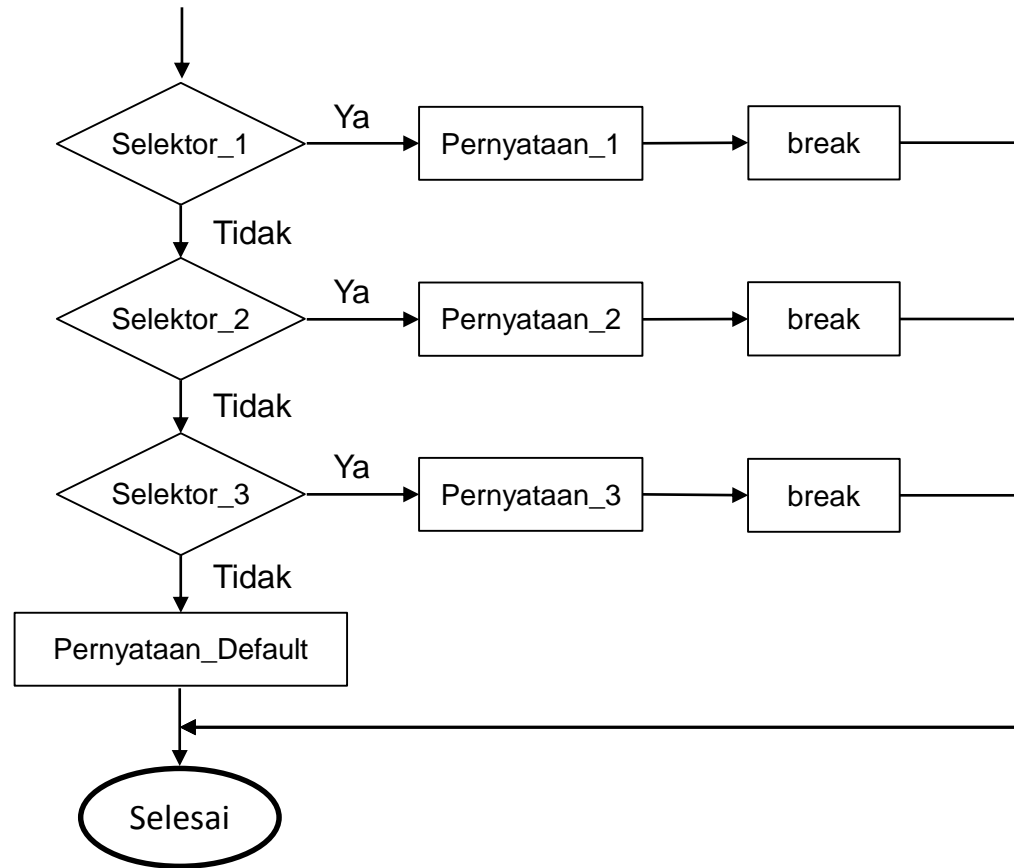 Selektor_1
Ya
Pernyataan_1
break
Tidak
Selektor_2
Ya
Pernyataan_2
break
Tidak
Selektor_3
Ya
Pernyataan_3
break
Tidak
Pernyataan_Default
Selesai